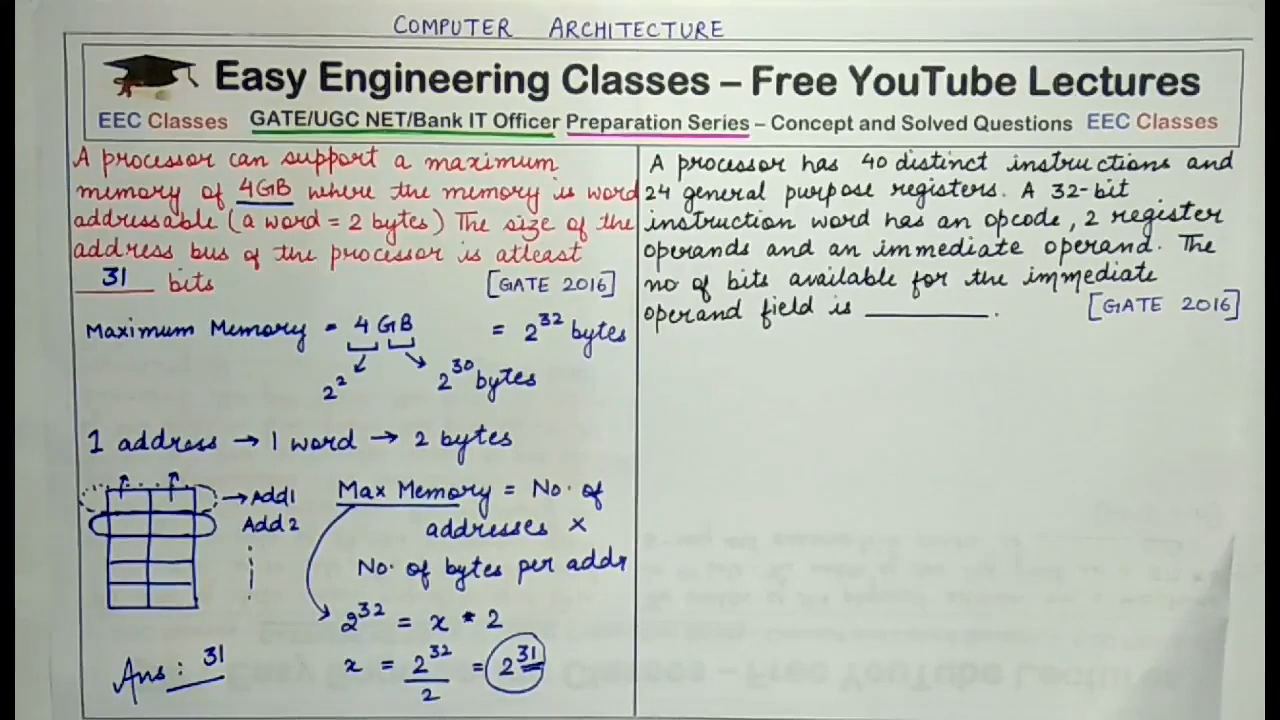 COMPUTER ARCHITECTURE
Easy Engineering Classes – Free YouTube Lectures
EEC Classes GATE/UGC NET/Bank IT Officer Preparation Series – Concept and Solved Questions EEC Classes
A processor can support a maximum
memory of 4GB where the memory is word
addressable (a word = 2 bytes) The size of the
address bus of the processor is atleast
31 bits [GATE 2016]
Maximum Memory = 4 GB = 2^32 bytes
2^2 2^30 bytes
1 address → 1 word → 2 bytes
→ Add1
Add 2
Max Memory = No. of
addresses ×
No. of bytes per addr
2^32 = x * 2
x = 2^32 / 2 = 2^31
Ans : 31
A processor has 40 distinct instructions and
24 general purpose registers. A 32-bit
instruction word has an opcode, 2 register
operands and an immediate operand. The
no of bits available for the immediate
operand field is ________. [GATE 2016]